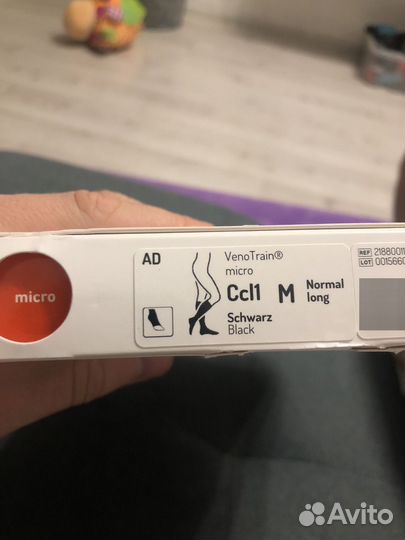 micro
AD
VenoTrain®
micro
Ccl1 M Normal long
Schwarz
Black
REF
LOT
Avito